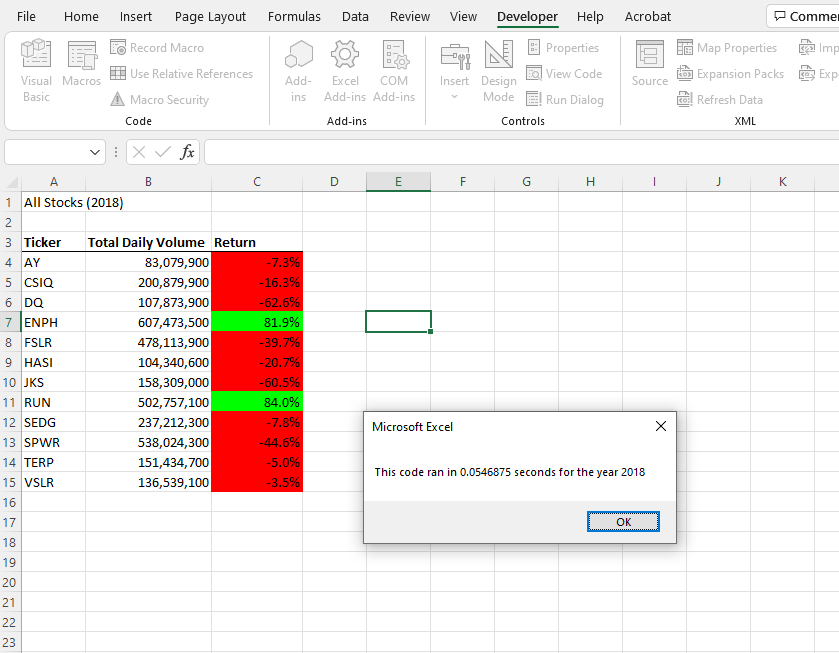 File Home Insert Page Layout Formulas Data Review View Developer Help Acrobat Commen
Visual Basic
Macros
Record Macro
Use Relative References
Macro Security
Code
Add-ins
Excel Add-ins
COM Add-ins
Add-ins
Insert
Design Mode
Properties
View Code
Run Dialog
Controls
Source
Map Properties
Expansion Packs
Refresh Data
Imp
Exp
XML
fx
A B C D E F G H I J K
1 All Stocks (2018)
2
3 Ticker Total Daily Volume Return
4 AY 83,079,900 -7.3%
5 CSIQ 200,879,900 -16.3%
6 DQ 107,873,900 -62.6%
7 ENPH 607,473,500 81.9%
8 FSLR 478,113,900 -39.7%
9 HASI 104,340,600 -20.7%
10 JKS 158,309,000 -60.5%
11 RUN 502,757,100 84.0%
12 SEDG 237,212,300 -7.8%
13 SPWR 538,024,300 -44.6%
14 TERP 151,434,700 -5.0%
15 VSLR 136,539,100 -3.5%
16
17
18
19
20
21
22
23
Microsoft Excel
This code ran in 0.0546875 seconds for the year 2018
OK